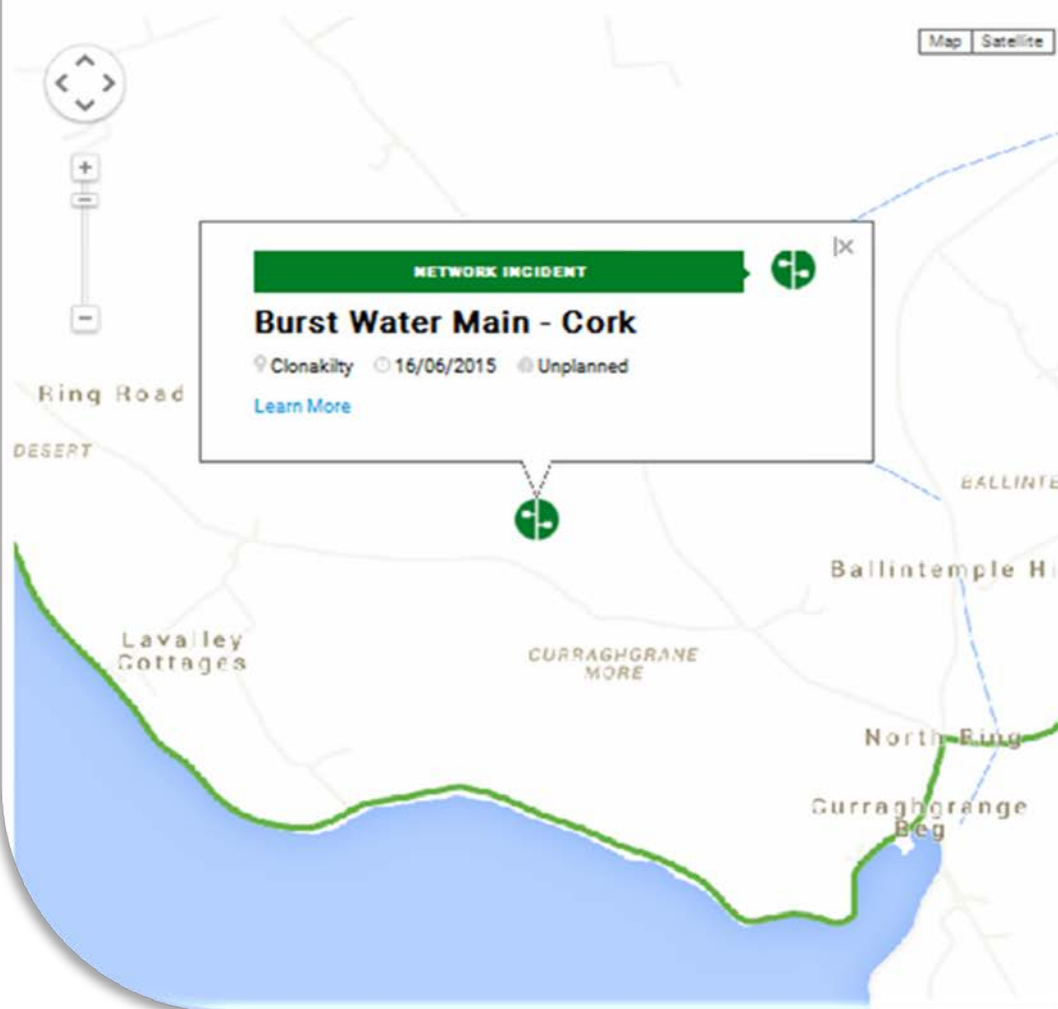 Map Satellite
NETWORK INCIDENT
Burst Water Main - Cork
Clonakilty 16/06/2015 Unplanned
Learn More
Ring Road
DESERT
BALLINTE
Ballintemple H
Lavalley
Cottages
CURRAGHGRANE
MORE
North Ring
Curraghgrange
Beg